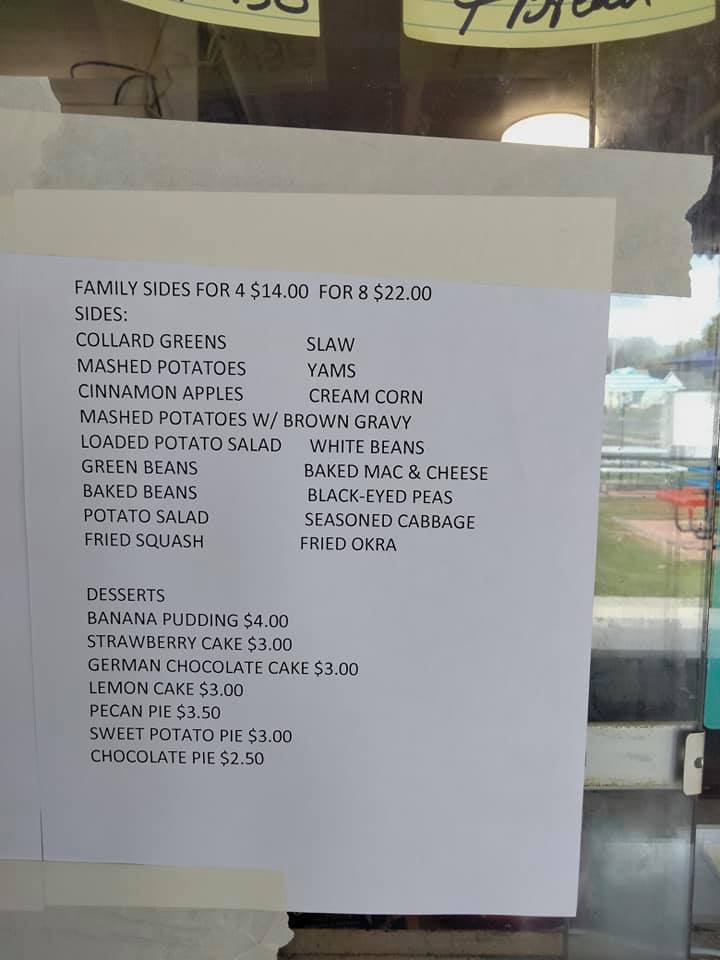 FAMILY SIDES FOR 4 $14.00 FOR 8 $22.00
SIDES:
COLLARD GREENS SLAW
MASHED POTATOES YAMS
CINNAMON APPLES CREAM CORN
MASHED POTATOES W/ BROWN GRAVY
LOADED POTATO SALAD WHITE BEANS
GREEN BEANS BAKED MAC & CHEESE
BAKED BEANS BLACK-EYED PEAS
POTATO SALAD SEASONED CABBAGE
FRIED SQUASH FRIED OKRA
DESSERTS
BANANA PUDDING $4.00
STRAWBERRY CAKE $3.00
GERMAN CHOCOLATE CAKE $3.00
LEMON CAKE $3.00
PECAN PIE $3.50
SWEET POTATO PIE $3.00
CHOCOLATE PIE $2.50